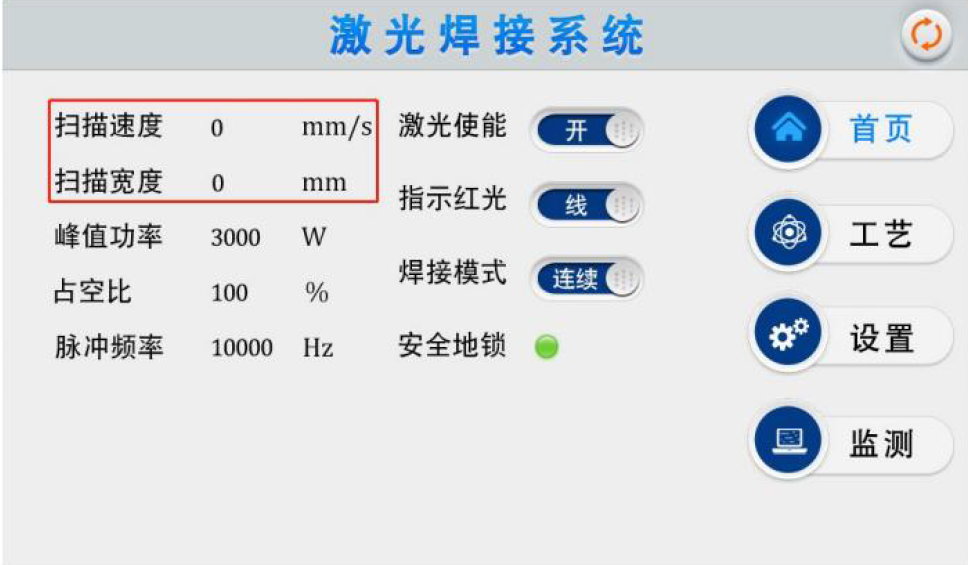 激光焊接系统
扫描速度 0 mm/s
扫描宽度 0 mm
峰值功率 3000 W
占空比 100 %
脉冲频率 10000 Hz
激光使能 开
指示红光 线
焊接模式 连续
安全地锁
首页
工艺
设置
监测